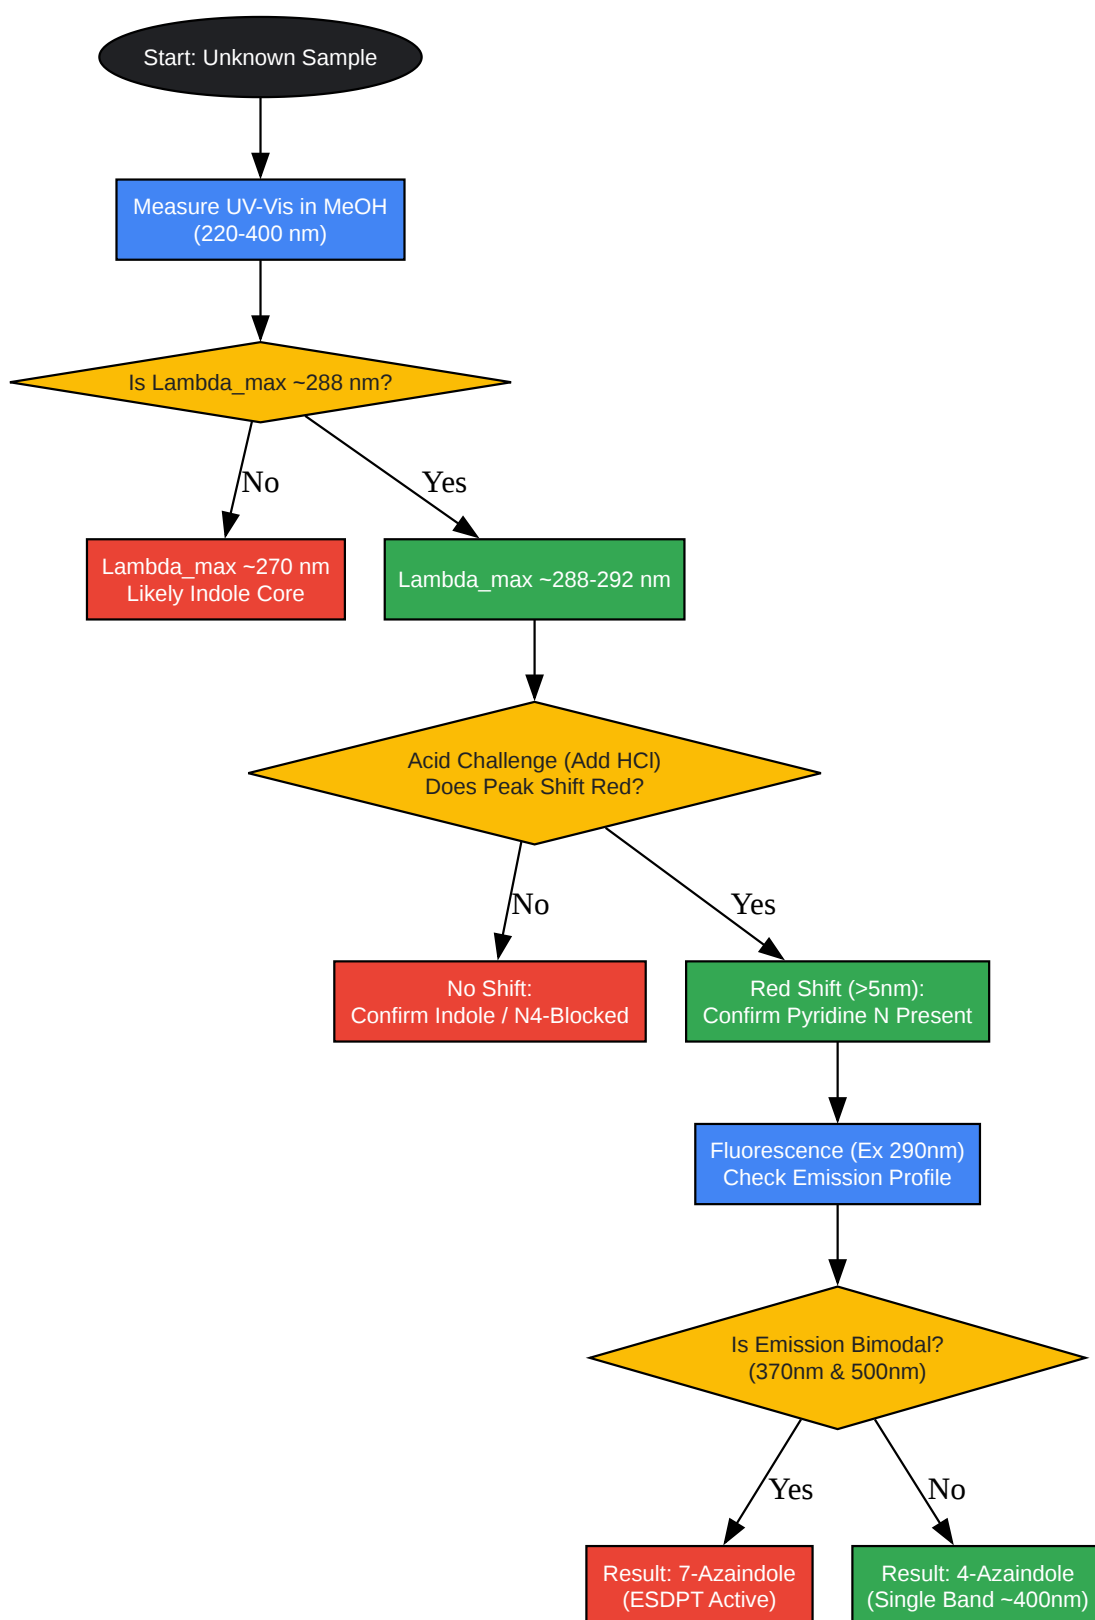 Start: Unknown Sample
Measure UV-Vis in MeOH
(220-400 nm)
Is Lambda_max ~288 nm?
No
Yes
Lambda_max ~270 nm
Likely Indole Core
Lambda_max ~288-292 nm
Acid Challenge (Add HCl)
Does Peak Shift Red?
No
Yes
No Shift:
Confirm Indole / N4-Blocked
Red Shift (>5nm):
Confirm Pyridine N Present
Fluorescence (Ex 290nm)
Check Emission Profile
Is Emission Bimodal?
(370nm & 500nm)
Yes
No
Result: 7-Azaindole
(ESDPT Active)
Result: 4-Azaindole
(Single Band ~400nm)